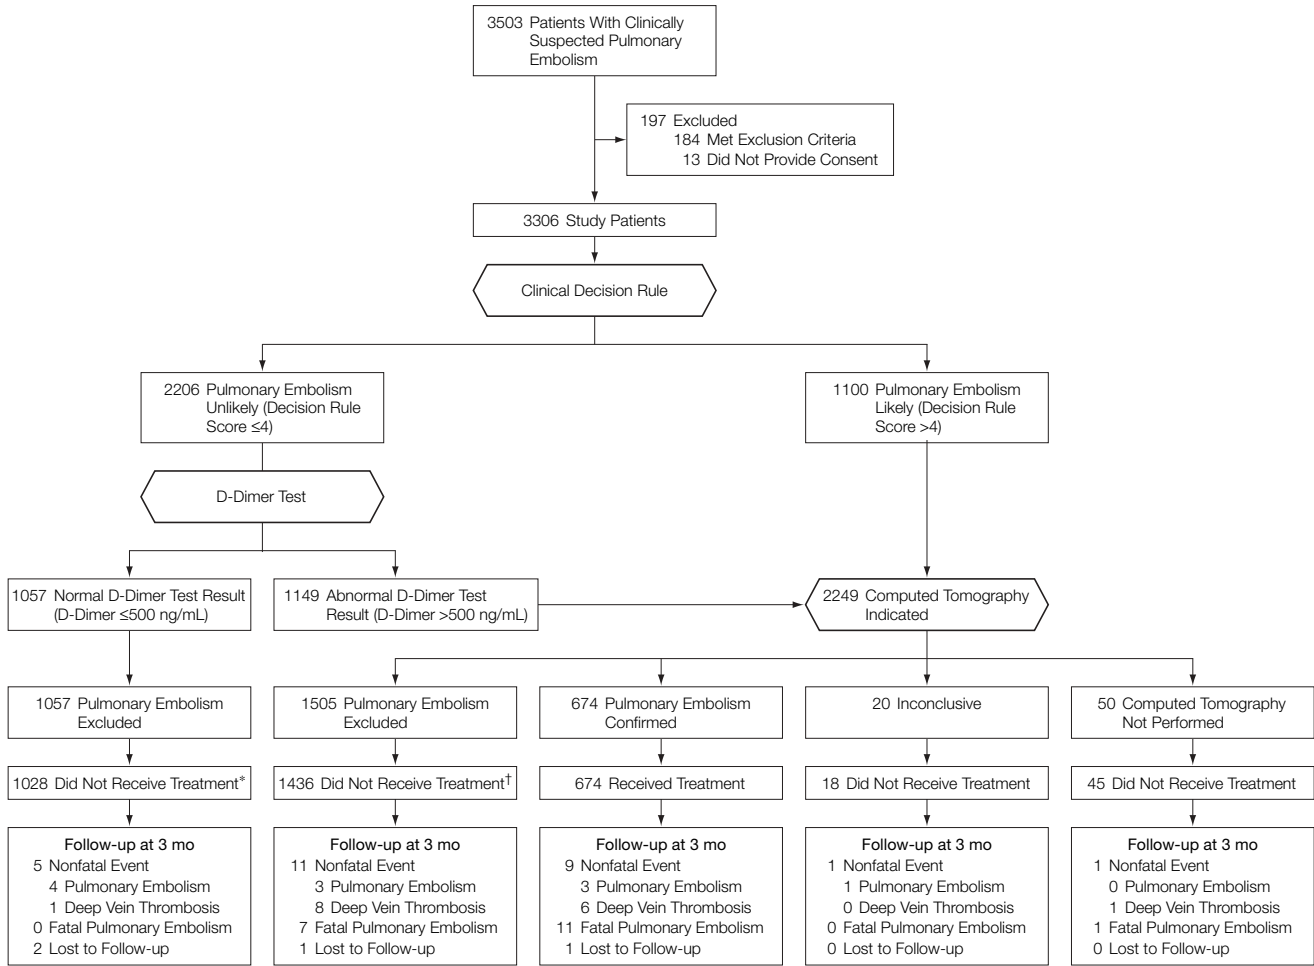 3503 Patients With Clinically
Suspected Pulmonary
Embolism
197 Excluded
184 Met Exclusion Criteria
13 Did Not Provide Consent
3306 Study Patients
Clinical Decision Rule
2206 Pulmonary Embolism
Unlikely (Decision Rule
Score ≤4)
1100 Pulmonary Embolism
Likely (Decision Rule
Score >4)
D-Dimer Test
1057 Normal D-Dimer Test Result
(D-Dimer ≤500 ng/mL)
1149 Abnormal D-Dimer Test
Result (D-Dimer >500 ng/mL)
2249 Computed Tomography
Indicated
1057 Pulmonary Embolism
Excluded
1505 Pulmonary Embolism
Excluded
674 Pulmonary Embolism
Confirmed
20 Inconclusive
50 Computed Tomography
Not Performed
1028 Did Not Receive Treatment*
1436 Did Not Receive Treatment†
674 Received Treatment
18 Did Not Receive Treatment
45 Did Not Receive Treatment
Follow-up at 3 mo
5 Nonfatal Event
4 Pulmonary Embolism
1 Deep Vein Thrombosis
0 Fatal Pulmonary Embolism
2 Lost to Follow-up
Follow-up at 3 mo
11 Nonfatal Event
3 Pulmonary Embolism
8 Deep Vein Thrombosis
7 Fatal Pulmonary Embolism
1 Lost to Follow-up
Follow-up at 3 mo
9 Nonfatal Event
3 Pulmonary Embolism
6 Deep Vein Thrombosis
11 Fatal Pulmonary Embolism
1 Lost to Follow-up
Follow-up at 3 mo
1 Nonfatal Event
1 Pulmonary Embolism
0 Deep Vein Thrombosis
0 Fatal Pulmonary Embolism
0 Lost to Follow-up
Follow-up at 3 mo
1 Nonfatal Event
0 Pulmonary Embolism
1 Deep Vein Thrombosis
1 Fatal Pulmonary Embolism
0 Lost to Follow-up